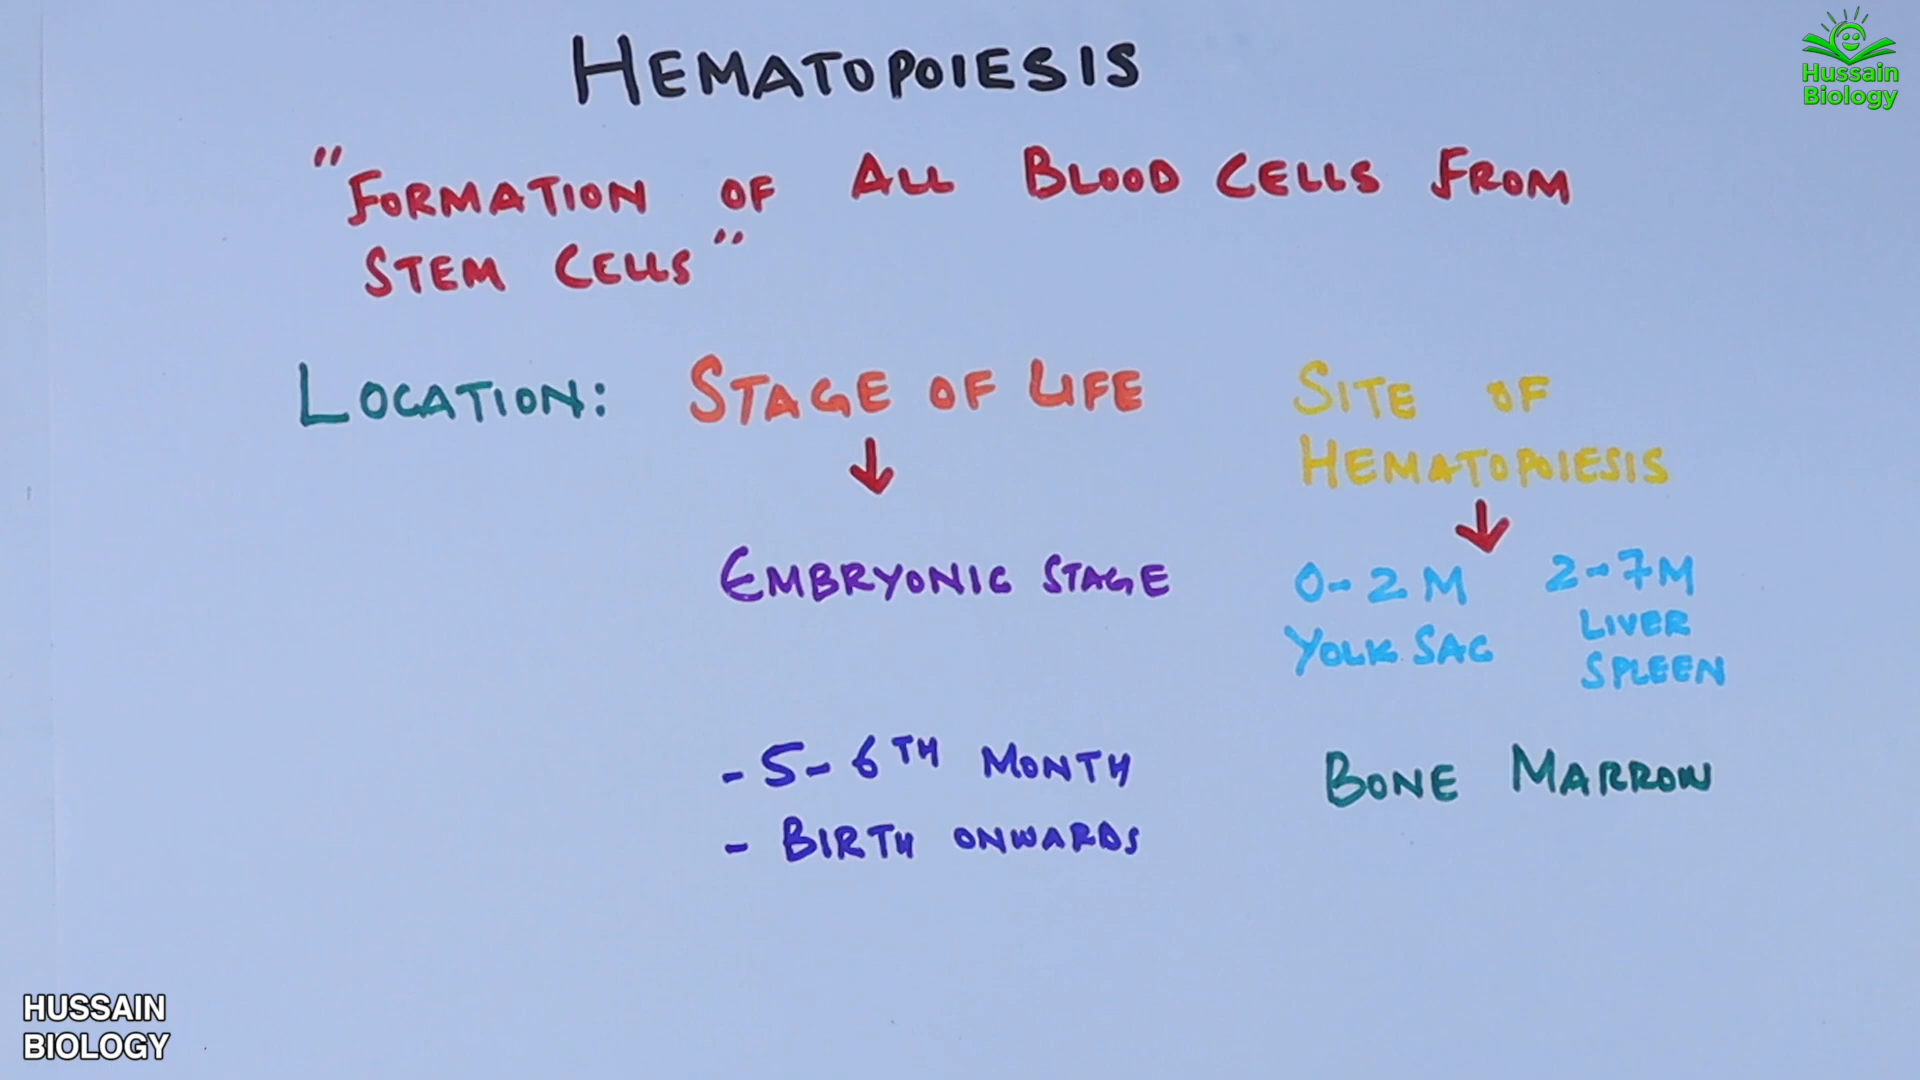 HEMATOPOIESIS
"FORMATION OF ALL BLOOD CELLS FROM
STEM CELLS"
LOCATION: STAGE OF LIFE SITE OF
HEMATOPOIESIS
EMBRYONIC STAGE 0-2M 2-7M
YOLK SAC LIVER
SPLEEN
- 5-6TH MONTH BONE MARROW
- BIRTH ONWARDS
Hussain
Biology
HUSSAIN
BIOLOGY